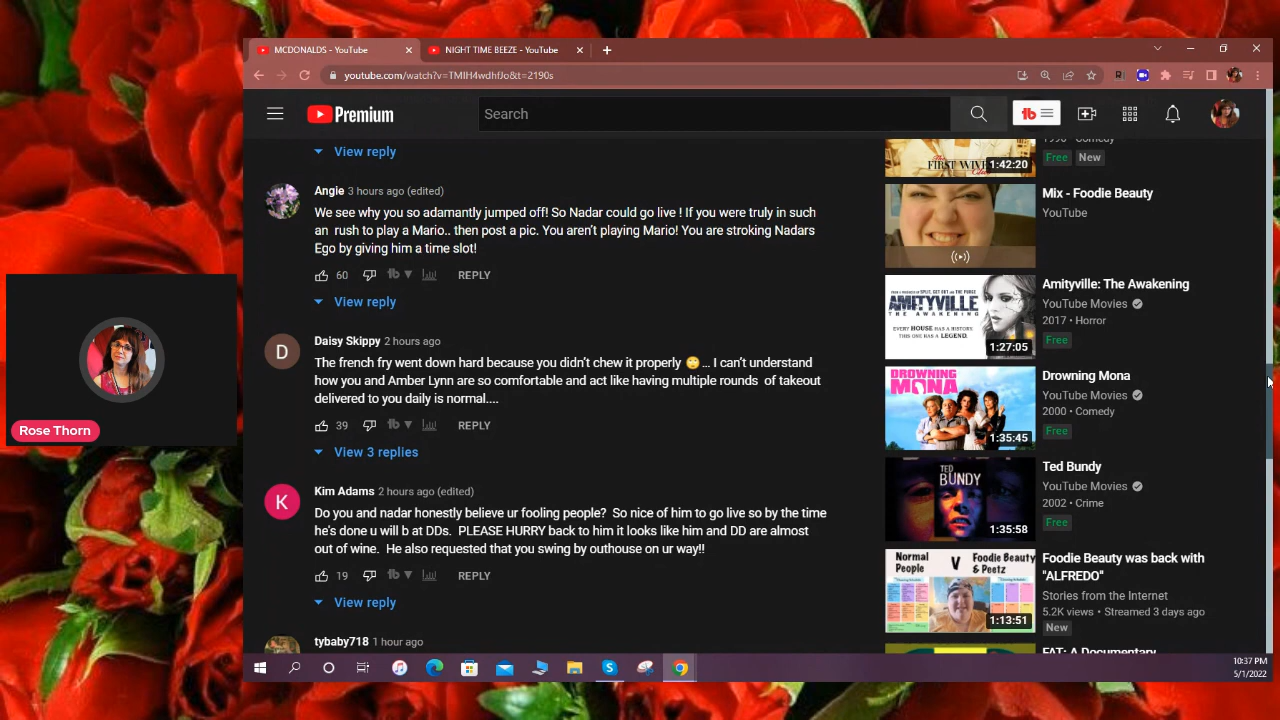 MCDONALDS - YouTube
NIGHT TIME BEEZE - YouTube
youtube.com/watch?v=TMIH4wdhfJo&t=2190s
Premium
Search
View reply
Angie 3 hours ago (edited)
We see why you so adamantly jumped off! So Nadar could go live ! If you were truly in such
an rush to play a Mario.. then post a pic. You aren't playing Mario! You are stroking Nadars
Ego by giving him a time slot!
60 REPLY
View reply
Daisy Skippy 2 hours ago
D
The french fry went down hard because you didn't chew it properly 🙄 ... I can't understand
how you and Amber Lynn are so comfortable and act like having multiple rounds of takeout
delivered to you daily is normal....
39 REPLY
View 3 replies
Kim Adams 2 hours ago (edited)
K
Do you and nadar honestly believe ur fooling people? So nice of him to go live so by the time
he's done u will b at DDs. PLEASE HURRY back to him it looks like him and DD are almost
out of wine. He also requested that you swing by outhouse on ur way!!
19 REPLY
View reply
tybaby718 1 hour ago
FIRST WIVES
1:42:20
Free New
Mix - Foodie Beauty
YouTube
AMITYVILLE
THE AWAKENING
EVERY HOUSE HAS A HISTORY.
THIS ONE HAS A LEGEND.
1:27:05
Amityville: The Awakening
YouTube Movies
2017 • Horror
Free
DROWNING
MONA
1:35:45
Drowning Mona
YouTube Movies
2000 • Comedy
Free
TED
BUNDY
1:35:58
Ted Bundy
YouTube Movies
2002 • Crime
Free
Normal
People
V
Foodie Beauty
& Peetz
1:13:51
Foodie Beauty was back with
"ALFREDO"
Stories from the Internet
5.2K views • Streamed 3 days ago
New
FAT: A Documentary
Rose Thorn
10:37 PM
5/1/2022